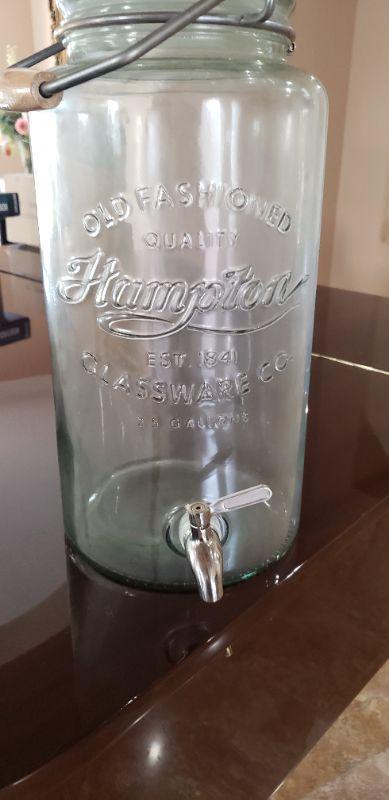 OLD FASHIONED
QUALITY
Hampton
EST. 1841
GLASSWARE CO.
2.5 GALLONS